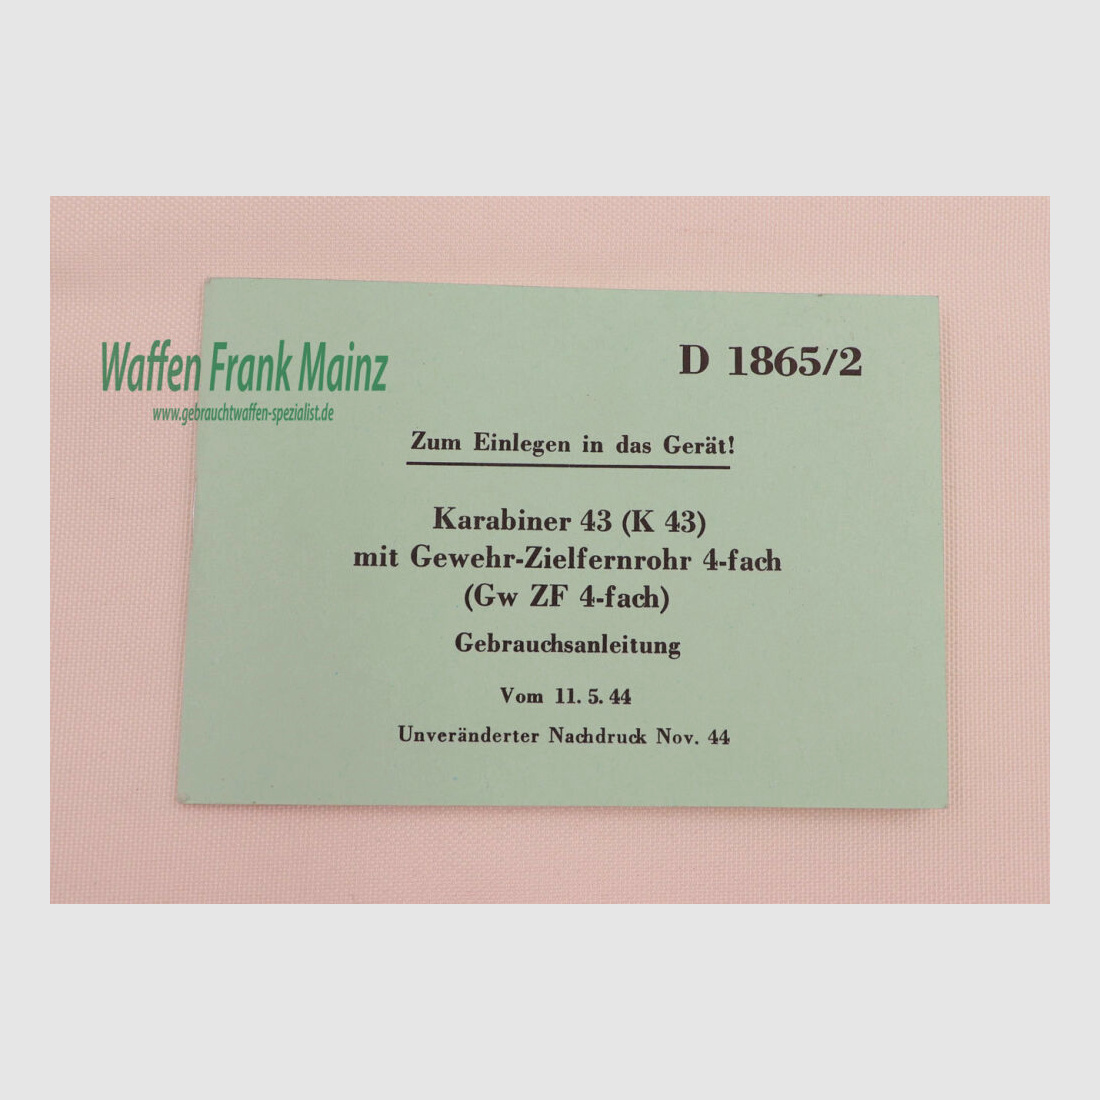 Waffen Frank Mainz
www.gebrauchtwaffen-spezialist.de
D 1865/2
Zum Einlegen in das Gerät!
Karabiner 43 (K 43)
mit Gewehr-Zielfernrohr 4-fach
(Gw ZF 4-fach)
Gebrauchsanleitung
Vom 11. 5. 44
Unveränderter Nachdruck Nov. 44